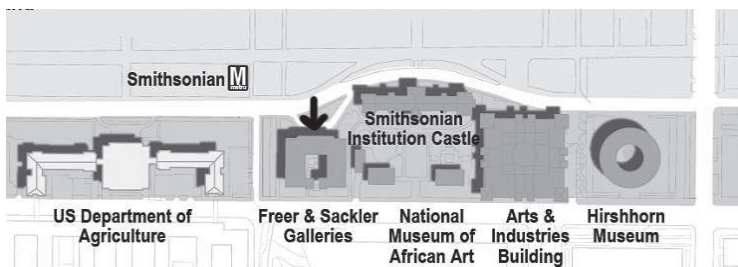 Smithsonian M
metro
Smithsonian
Institution Castle
US Department of
Agriculture
Freer & Sackler
Galleries
National
Museum of
African Art
Arts &
Industries
Building
Hirshhorn
Museum